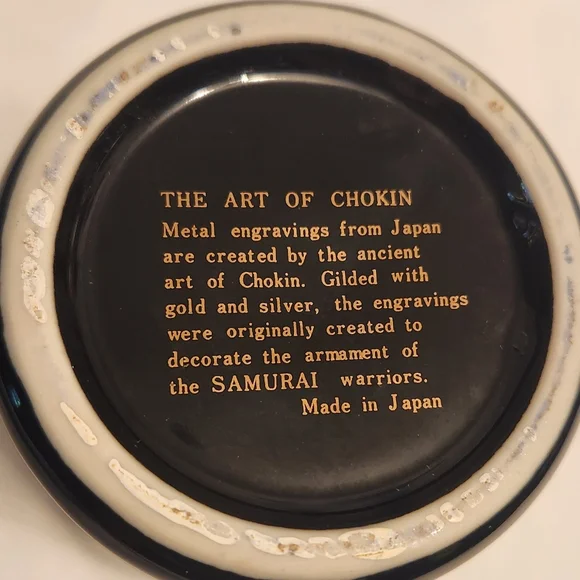 THE ART OF CHOKIN
Metal engravings from Japan
are created by the ancient
art of Chokin. Gilded with
gold and silver, the engravings
were originally created to
decorate the armament of
the SAMURAI warriors.
Made in Japan